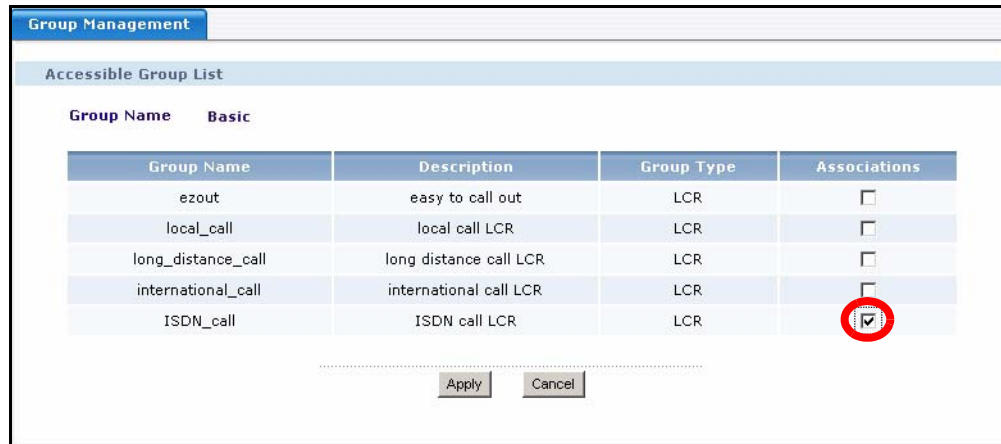 Group Management
Accessible Group List
Group Name Basic
Group Name Description Group Type Associations
ezout easy to call out LCR
local_call local call LCR LCR
long_distance_call long distance call LCR LCR
international_call international call LCR LCR
ISDN_call ISDN call LCR LCR
Apply Cancel